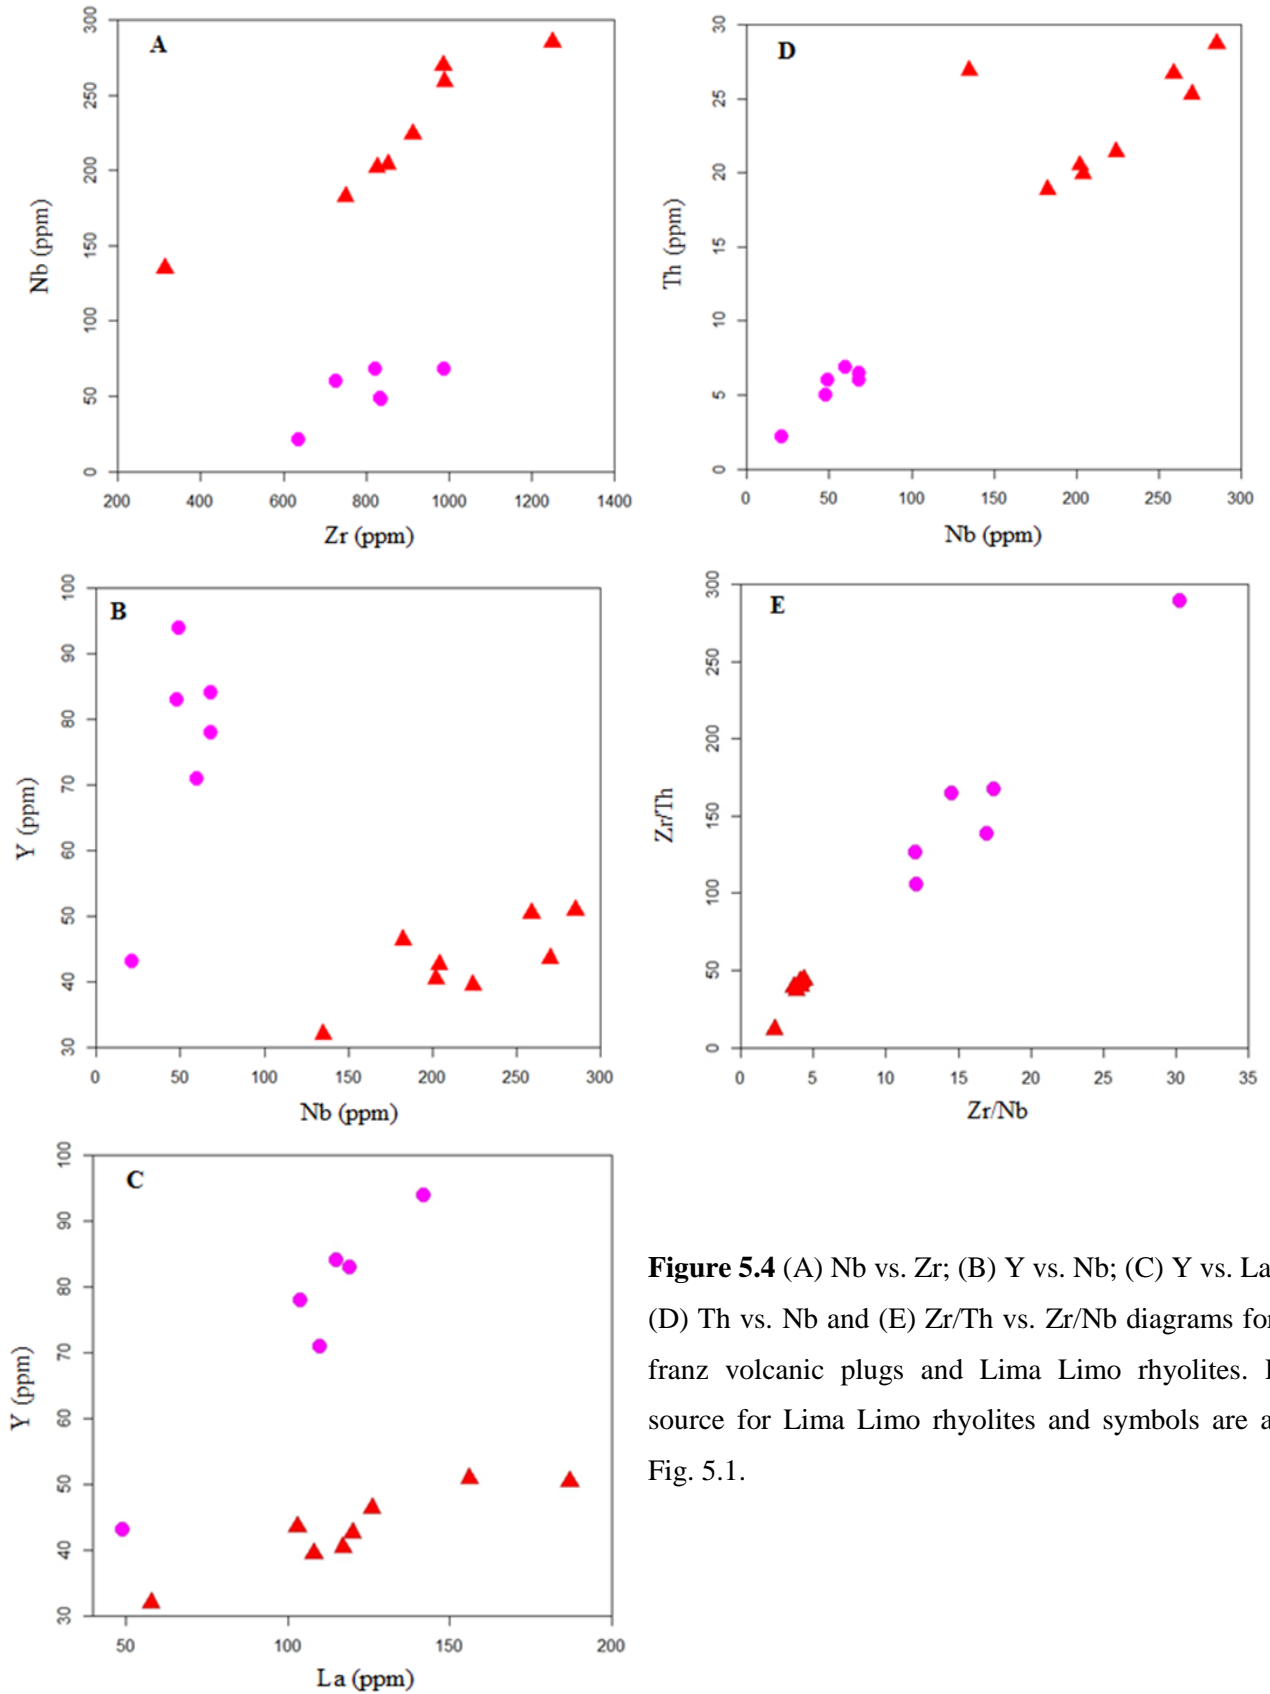 A
300
250
200
150
100
50
0
Nb (ppm)
200 400 600 800 1000 1200 1400
Zr (ppm)
D
30
25
20
15
10
5
0
Th (ppm)
0 50 100 150 200 250 300
Nb (ppm)
B
100
90
80
70
60
50
40
30
Y (ppm)
0 50 100 150 200 250 300
Nb (ppm)
E
300
250
200
150
100
50
0
Zr/Th
0 5 10 15 20 25 30 35
Zr/Nb
C
100
90
80
70
60
50
40
30
Y (ppm)
50 100 150 200
La (ppm)
Figure 5.4 (A) Nb vs. Zr; (B) Y vs. Nb; (C) Y vs. La
(D) Th vs. Nb and (E) Zr/Th vs. Zr/Nb diagrams for
franz volcanic plugs and Lima Limo rhyolites.
source for Lima Limo rhyolites and symbols are
Fig. 5.1.